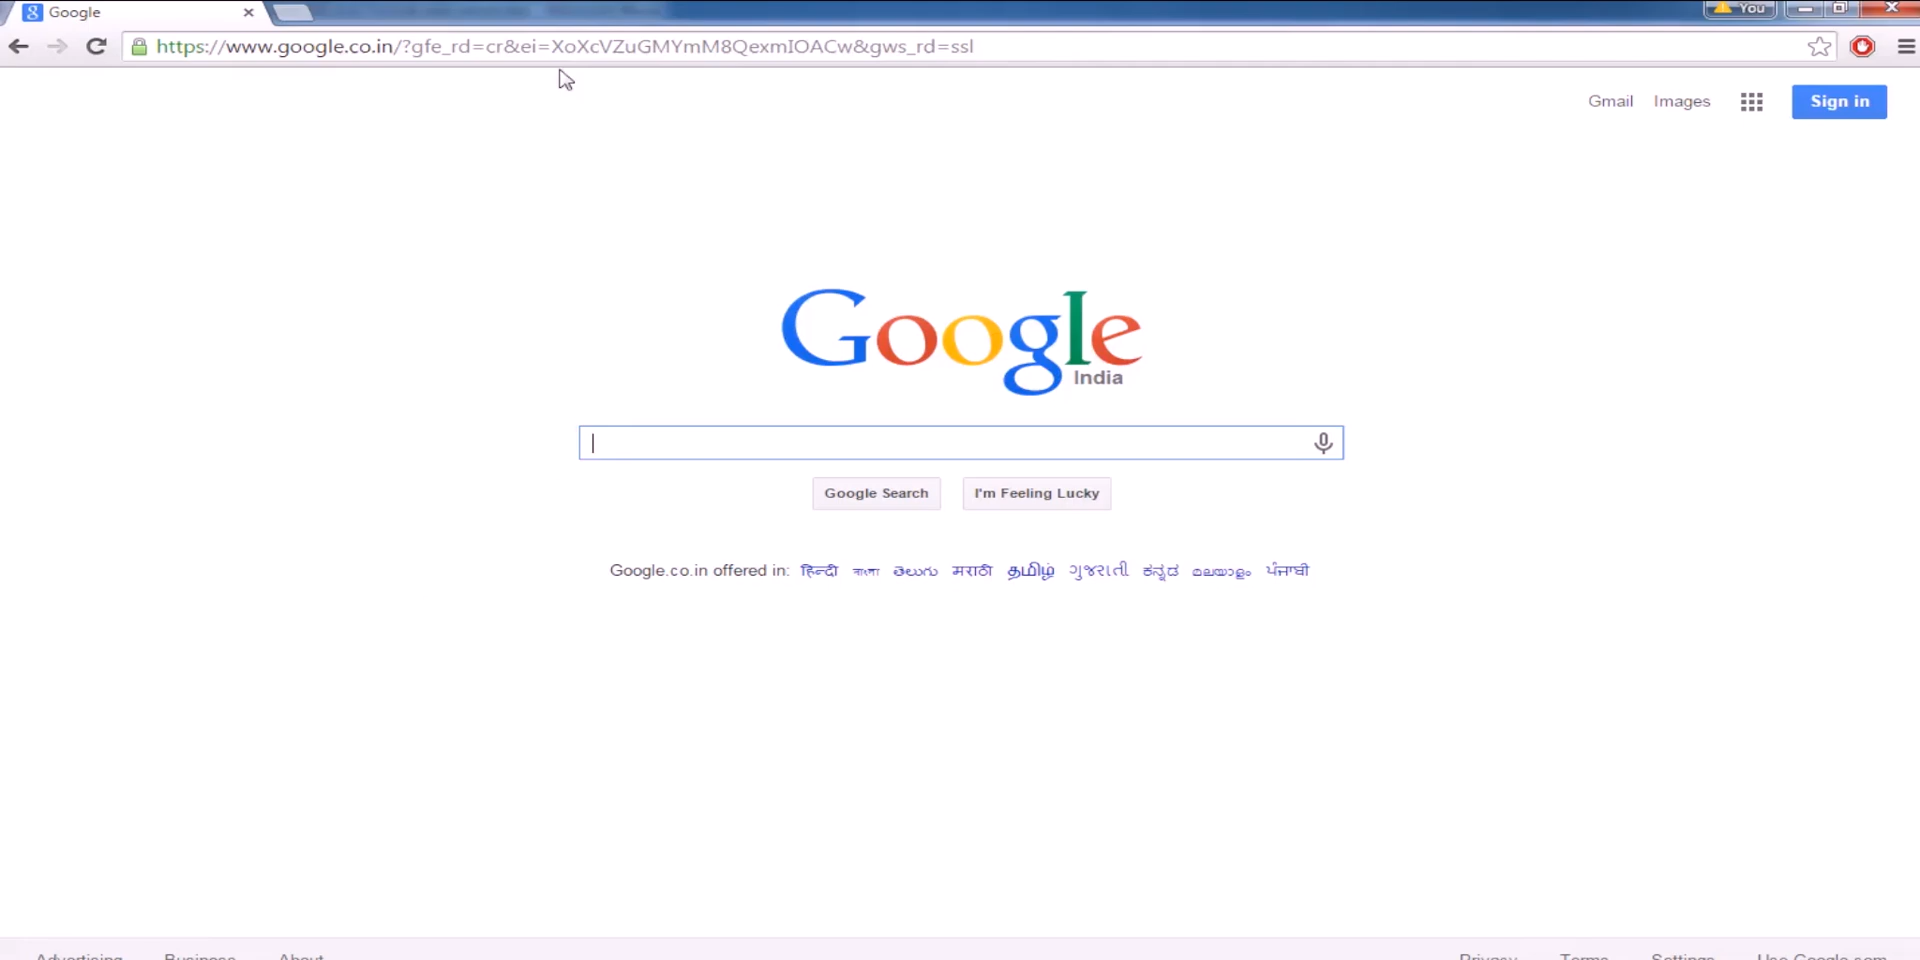 Google
You
https://www.google.co.in/?gfe_rd=cr&ei=XoXcVZuGMYmM8QexmIOACw&gws_rd=ssl
Gmail Images Sign in
Google
India
Google Search I'm Feeling Lucky
Google.co.in offered in: हिन्दी বাংলা తెలుగు मराठी தமிழ் ગુજરાતી ಕನ್ನಡ മലയാളം ਪੰਜਾਬੀ
Advertising Business About Privacy Terms Settings Use Google.com